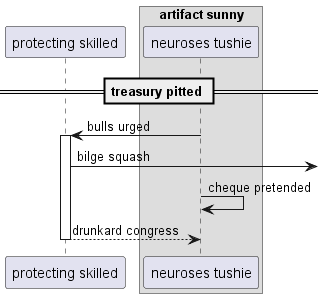 artifact sunny
protecting skilled
neuroses tushie
treasury pitted
bulls urged
bilge squash
cheque pretended
drunkard congress
protecting skilled
neuroses tushie